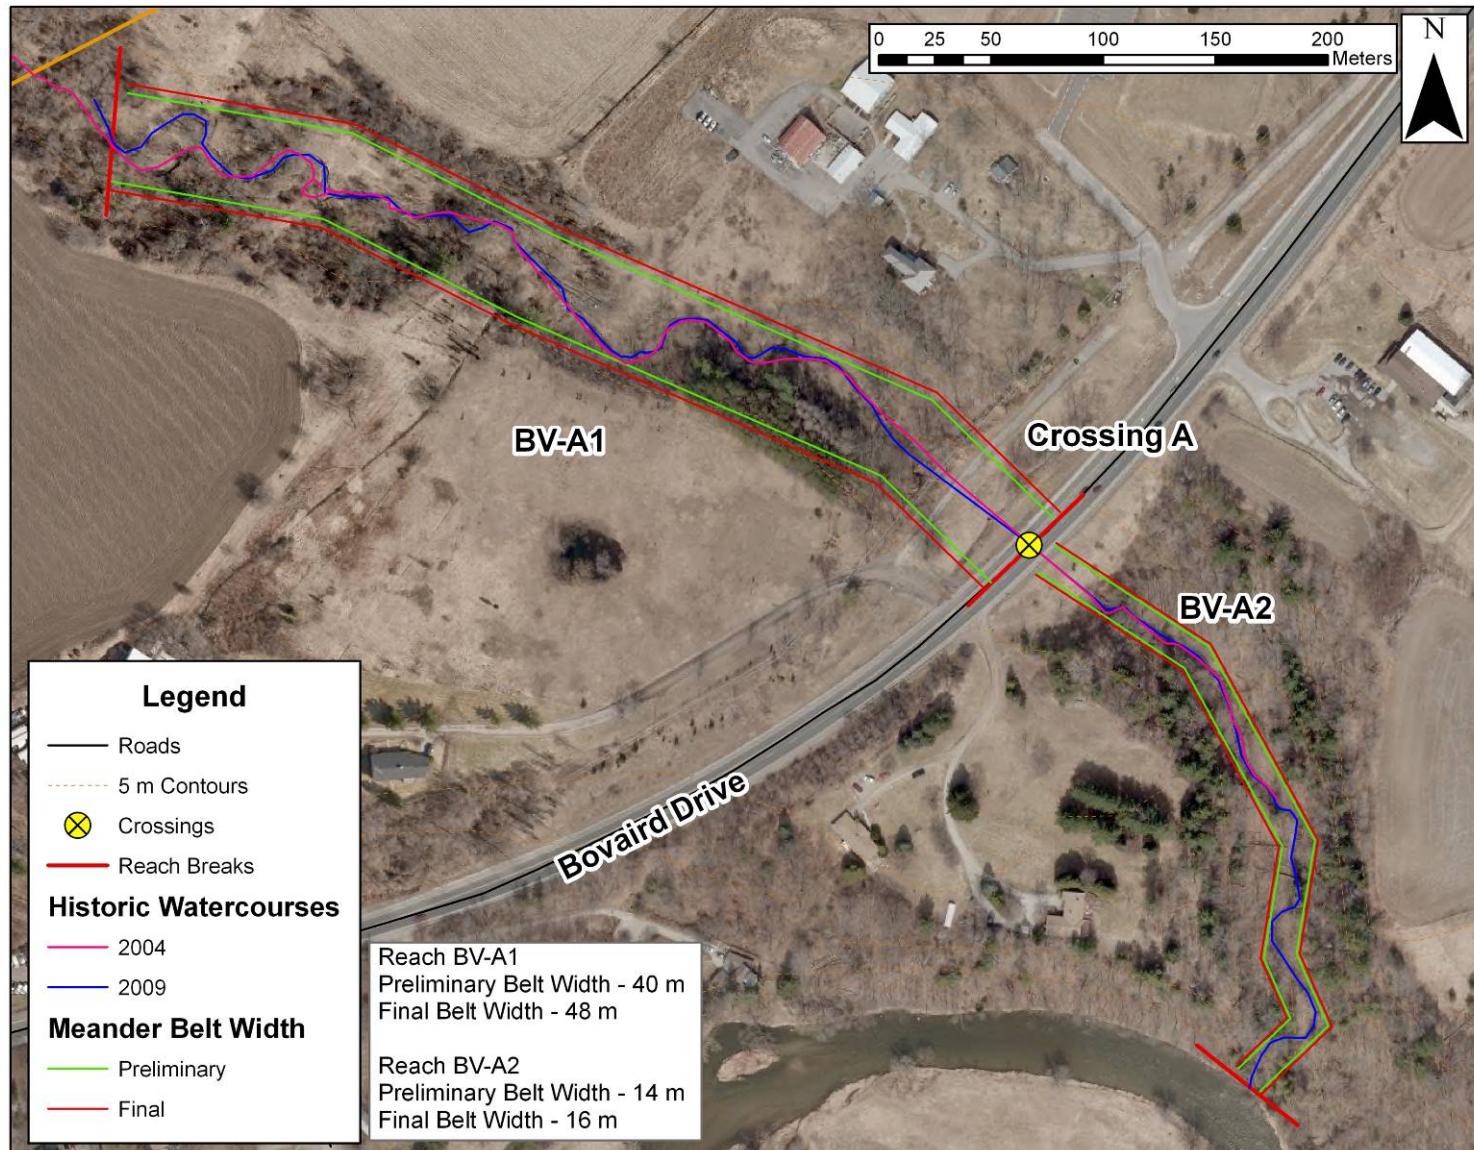 0 25 50 100 150 200
Meters
N
BV-A1
Crossing A
BV-A2
Bovaird Drive
Legend
Roads
5 m Contours
Crossings
Reach Breaks
Historic Watercourses
2004
2009
Meander Belt Width
Preliminary
Final
Reach BV-A1
Preliminary Belt Width - 40 m
Final Belt Width - 48 m
Reach BV-A2
Preliminary Belt Width - 14 m
Final Belt Width - 16 m